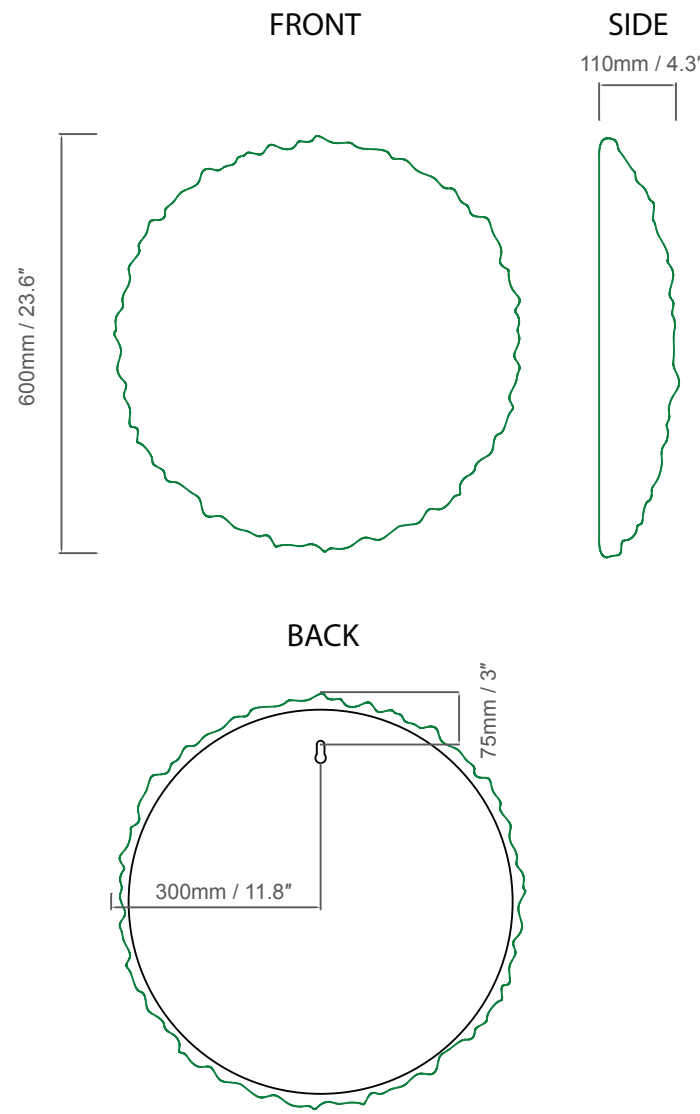 FRONT
SIDE
110mm / 4.3″
600mm / 23.6″
BACK
75mm / 3″
300mm / 11.8″